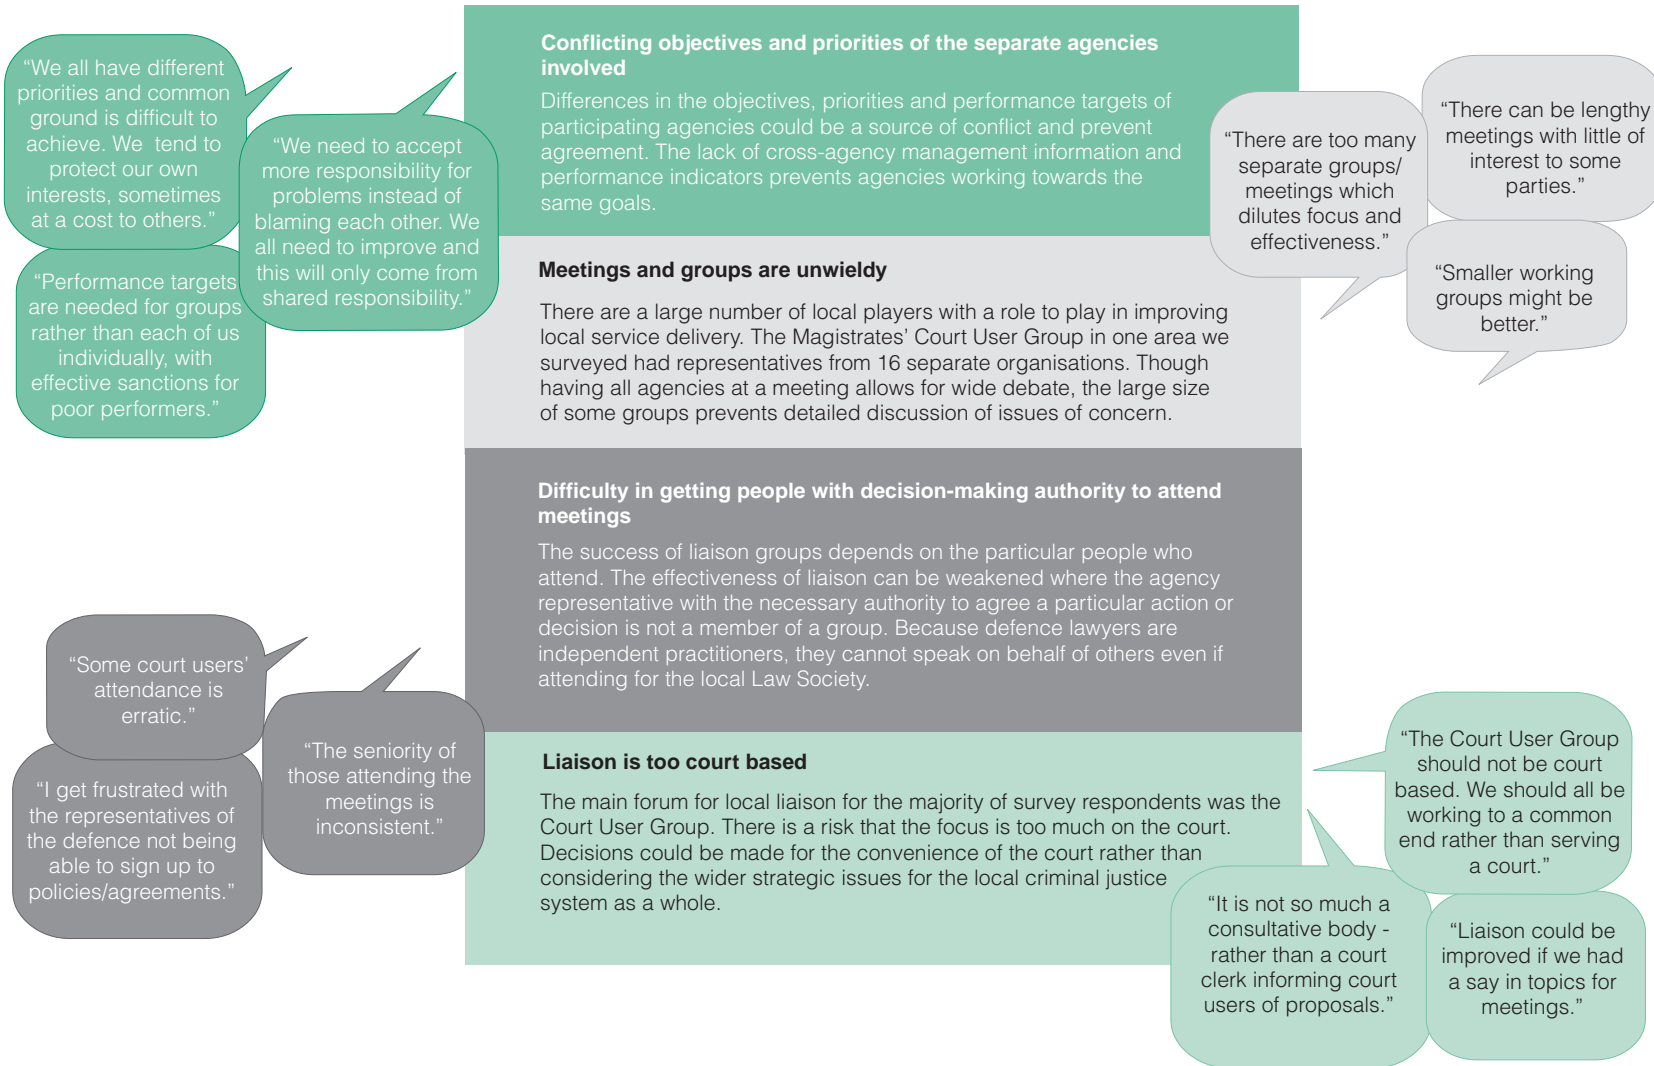 Conflicting objectives and priorities of the separate agencies
involved
Differences in the objectives, priorities and performance targets of
participating agencies could be a source of conflict and prevent
agreement. The lack of cross-agency management information and
performance indicators prevents agencies working towards the
same goals.
“We all have different
priorities and common
ground is difficult to
achieve. We  tend to
protect our own
interests, sometimes
at a cost to others.”
“We need to accept
more responsibility for
problems instead of
blaming each other. We
all need to improve and
this will only come from
shared responsibility.”
“Performance targets
are needed for groups
rather than each of us
individually, with
effective sanctions for
poor performers.”
Meetings and groups are unwieldy
There are a large number of local players with a role to play in improving
local service delivery. The Magistrates’ Court User Group in one area we
surveyed had representatives from 16 separate organisations. Though
having all agencies at a meeting allows for wide debate, the large size
of some groups prevents detailed discussion of issues of concern.
“There are too many
separate groups/
meetings which
dilutes focus and
effectiveness.”
“There can be lengthy
meetings with little of
interest to some
parties.”
“Smaller working
groups might be
better.”
Difficulty in getting people with decision-making authority to attend
meetings
The success of liaison groups depends on the particular people who
attend. The effectiveness of liaison can be weakened where the agency
representative with the necessary authority to agree a particular action or
decision is not a member of a group. Because defence lawyers are
independent practitioners, they cannot speak on behalf of others even if
attending for the local Law Society.
“Some court users’
attendance is
erratic.”
“The seniority of
those attending the
meetings is
inconsistent.”
“I get frustrated with
the representatives of
the defence not being
able to sign up to
policies/agreements.”
Liaison is too court based
The main forum for local liaison for the majority of survey respondents was the
Court User Group. There is a risk that the focus is too much on the court.
Decisions could be made for the convenience of the court rather than
considering the wider strategic issues for the local criminal justice
system as a whole.
“The Court User Group
should not be court
based. We should all be
working to a common
end rather than serving
a court.”
“It is not so much a
consultative body -
rather than a court
clerk informing court
users of proposals.”
“Liaison could be
improved if we had
a say in topics for
meetings.”